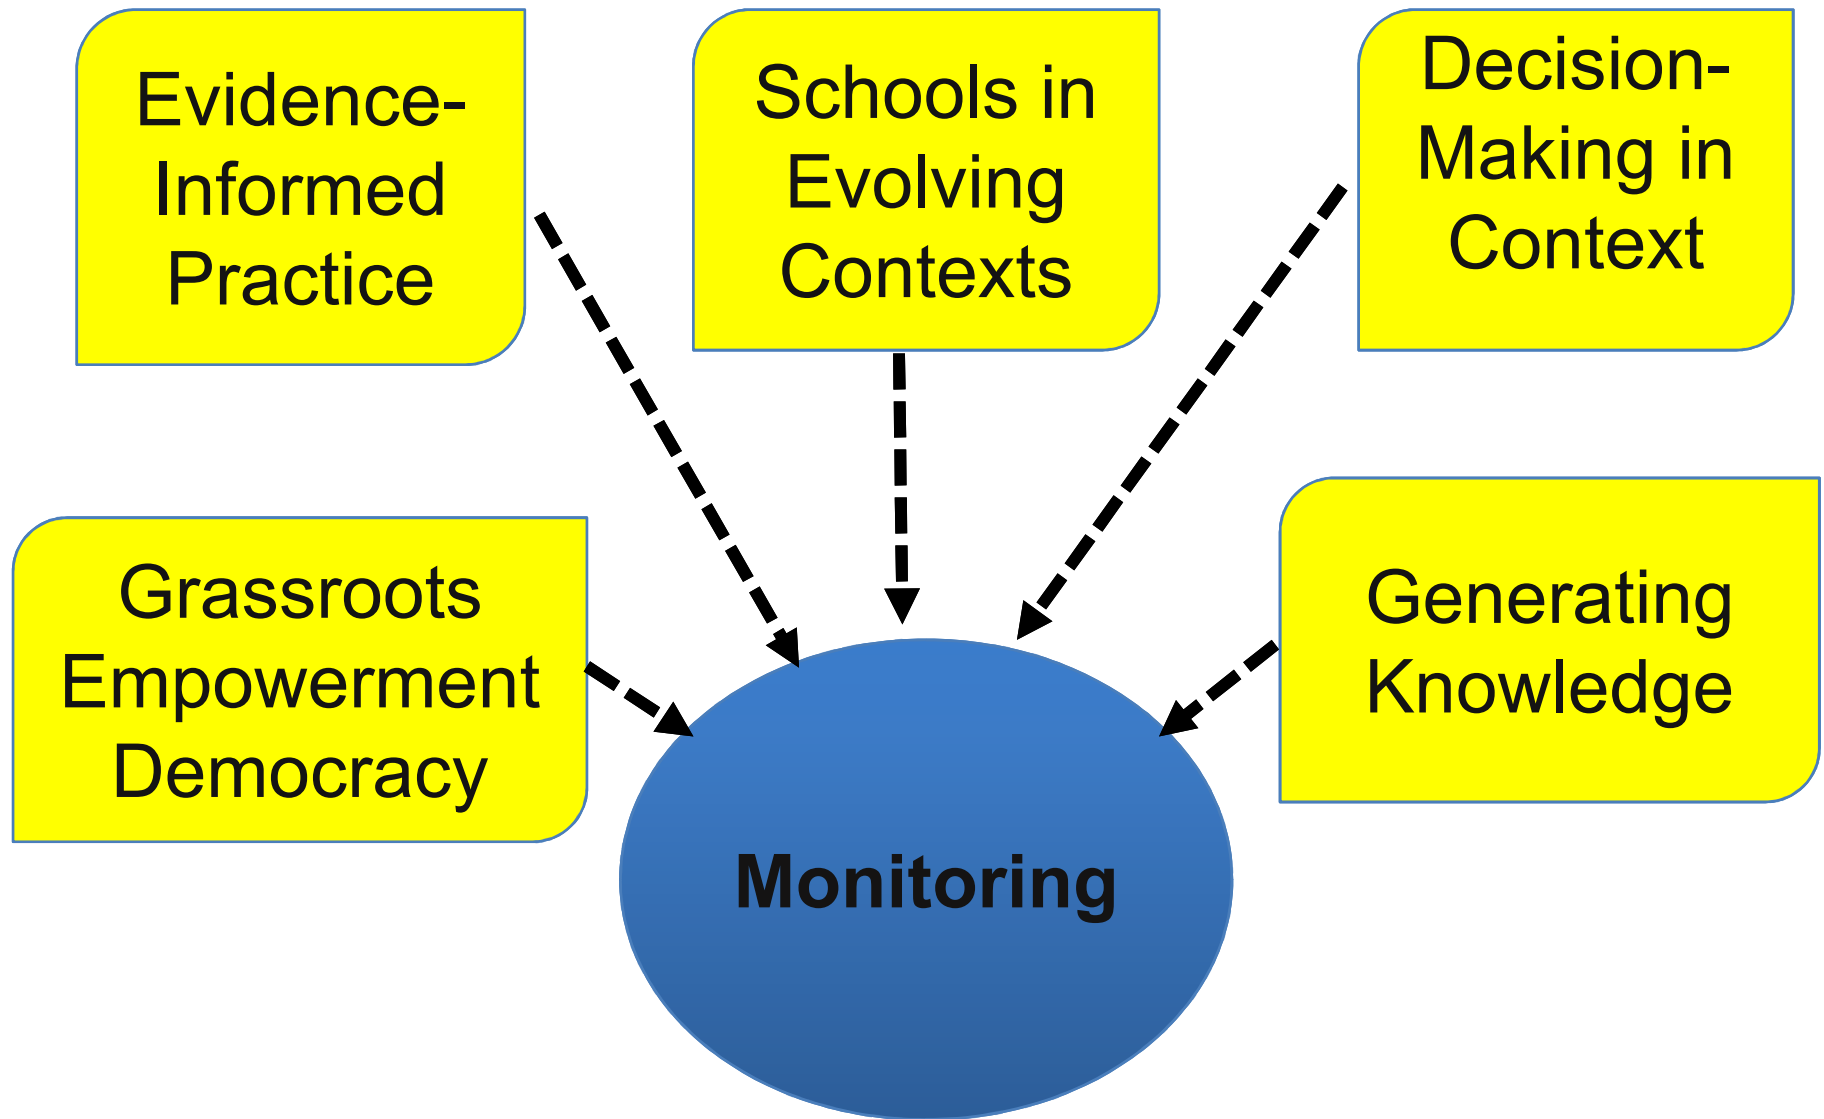 Evidence-
Informed
Practice
Schools in
Evolving
Contexts
Decision-
Making in
Context
Grassroots
Empowerment
Democracy
Generating
Knowledge
Monitoring